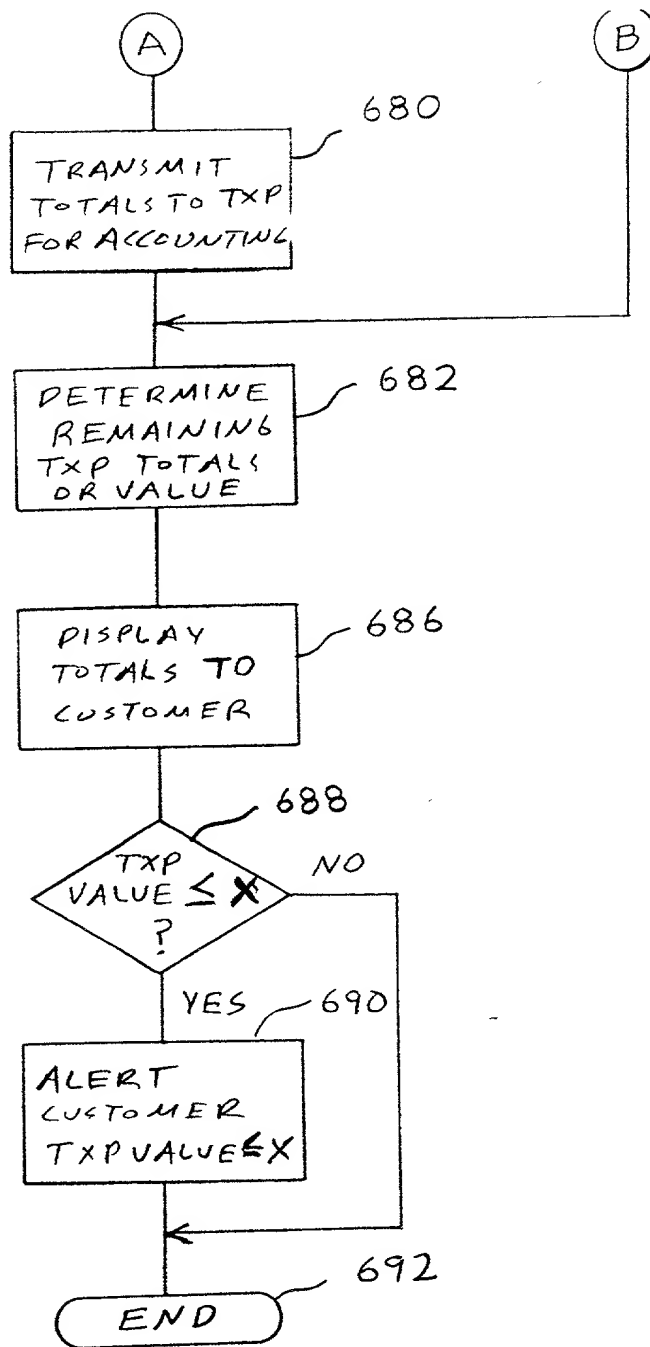 A
B
680
TRANSMIT
TOTALS TO TXP
FOR ACCOUNTING
682
DETERMINE
REMAINING
TXP TOTALS
OR VALUE
686
DISPLAY
TOTALS TO
CUSTOMER
688
TXP
VALUE ≤ X
?
NO
YES
690
ALERT
CUSTOMER
TXP VALUE ≤ X
692
END